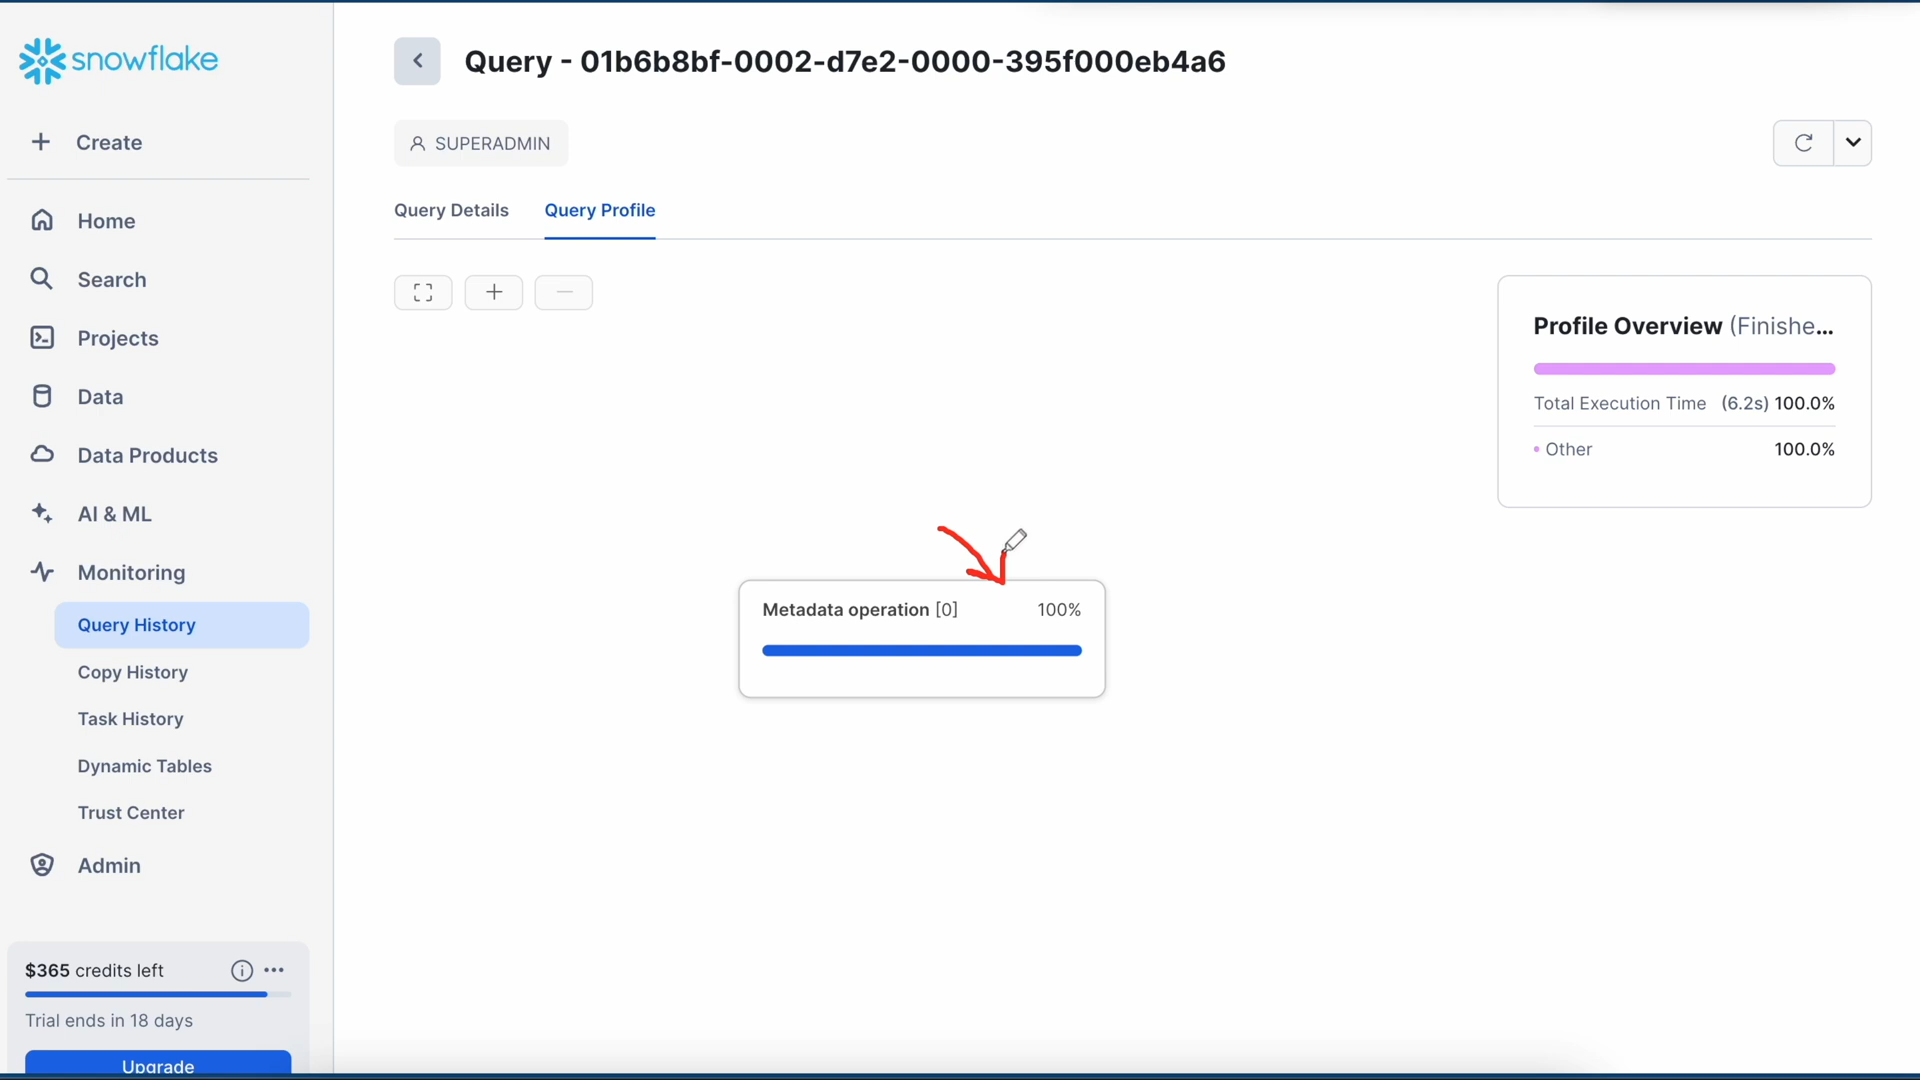 snowflake
Create
Home
Search
Projects
Data
Data Products
AI & ML
Monitoring
Query History
Copy History
Task History
Dynamic Tables
Trust Center
Admin
$365 credits left
Trial ends in 18 days
Upgrade
Query - 01b6b8bf-0002-d7e2-0000-395f000eb4a6
SUPERADMIN
Query Details Query Profile
Metadata operation [0] 100%
Profile Overview (Finishe...
Total Execution Time (6.2s) 100.0%
Other 100.0%